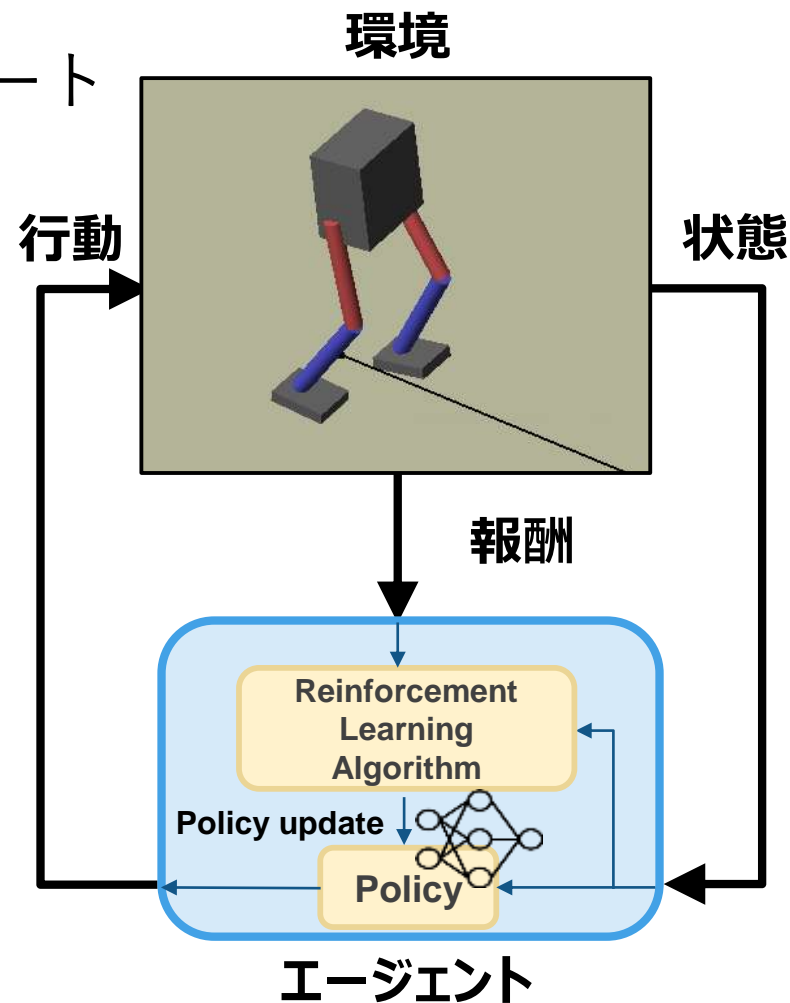 環境
ート
行動
状態
報酬
Reinforcement
Learning
Algorithm
Policy update
Policy
エージェント